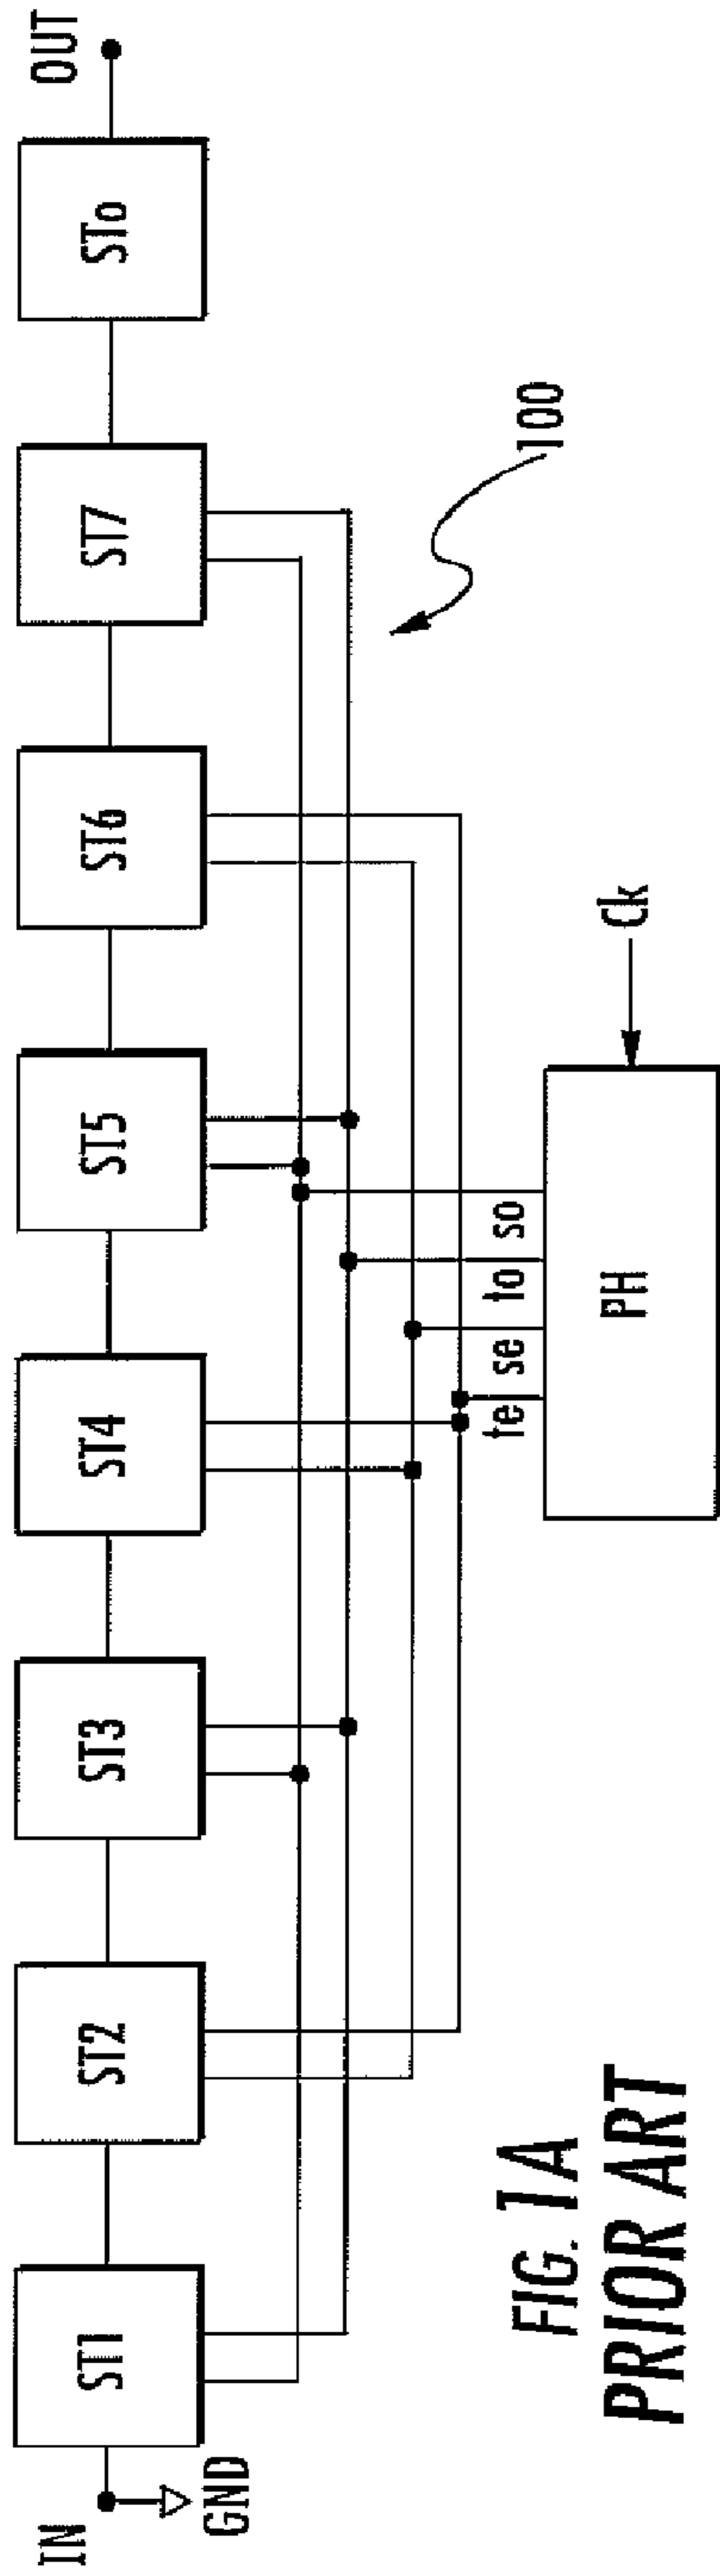 IN
GND
ST1
ST2
ST3
ST4
ST5
ST6
ST7
STo
OUT
te
se
to
so
PH
Ck
100
FIG. 1A
PRIOR ART